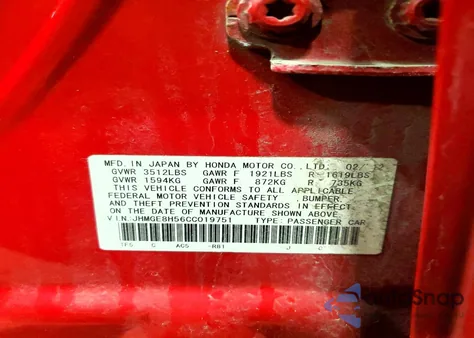 MFD. IN JAPAN BY HONDA MOTOR CO., LTD. 02/12
GVWR 3512LBS GAWR F 1921LBS R 1619LBS
GVWR 1594KG GAWR F 872KG R 735KG
THIS VEHICLE CONFORMS TO ALL APPLICABLE
FEDERAL MOTOR VEHICLE SAFETY, BUMPER,
AND THEFT PREVENTION STANDARDS IN EFFECT
ON THE DATE OF MANUFACTURE SHOWN ABOVE.
V.I.N.:JHMGE8H56CC019751 TYPE: PASSENGER CAR
AC5 R81 J C